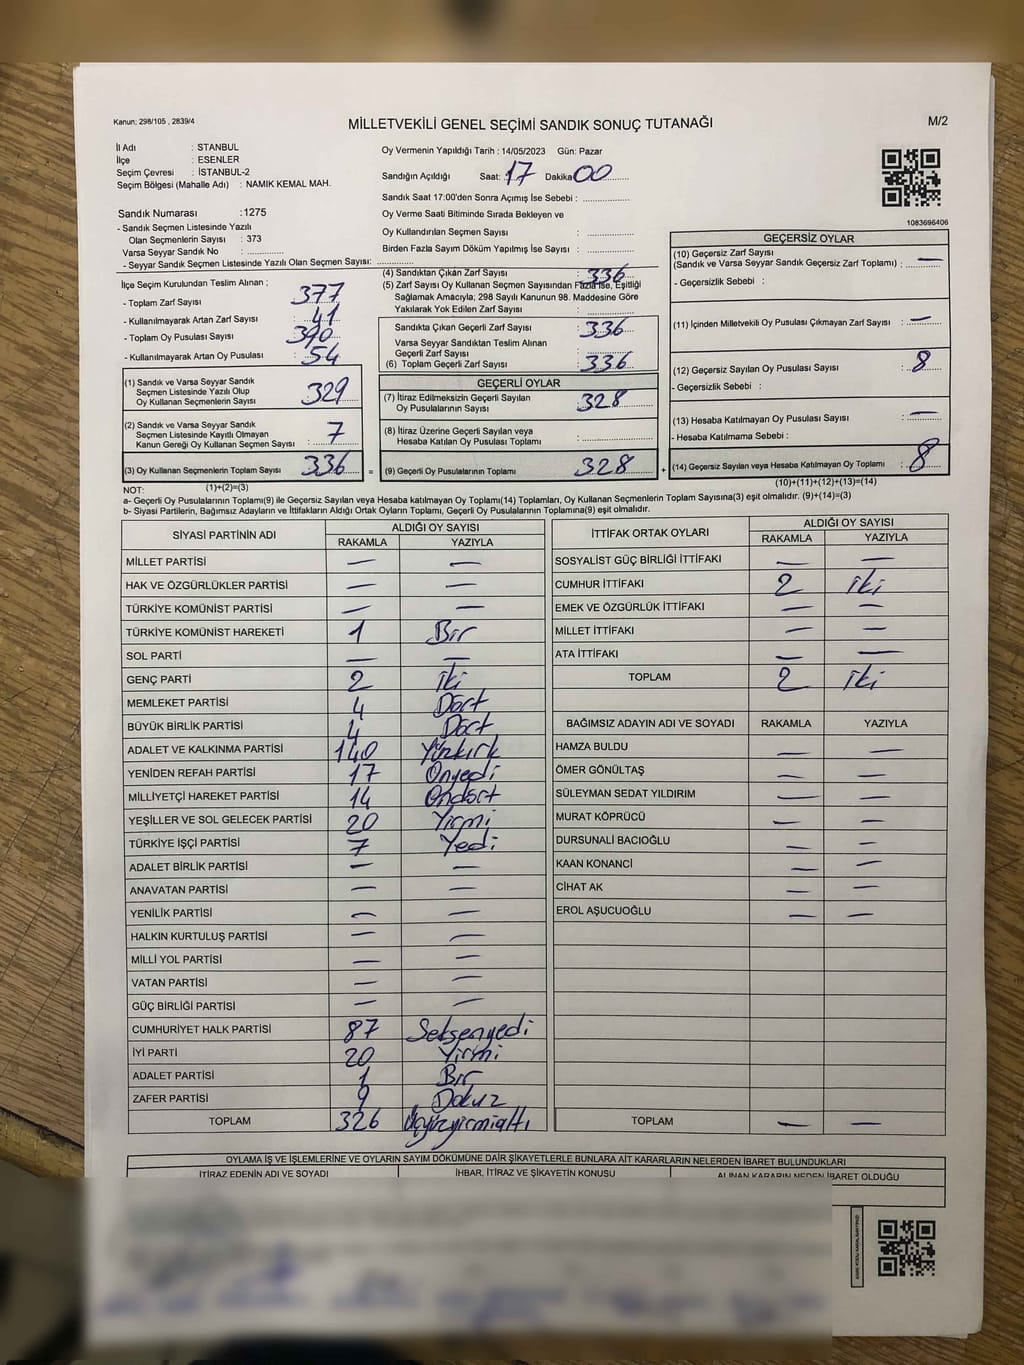 Kanun: 298/105 , 2839/4
MİLLETVEKİLİ GENEL SEÇİMİ SANDIK SONUÇ TUTANAĞI
M/2
İl Adı : STANBUL
İlçe : ESENLER
Seçim Çevresi : İSTANBUL-2
Seçim Bölgesi (Mahalle Adı) : NAMIK KEMAL MAH.
Oy Vermenin Yapıldığı Tarih : 14/05/2023 Gün: Pazar
Sandığın Açıldığı Saat: 17 Dakika 00
Sandık Saat 17:00'den Sonra Açımış İse Sebebi :
Oy Verme Saati Bitiminde Sırada Bekleyen ve
Oy Kullandırılan Seçmen Sayısı :
Birden Fazla Sayım Döküm Yapılmış İse Sayısı :
1083696406
Sandık Numarası : 1275
- Sandık Seçmen Listesinde Yazılı
Olan Seçmenlerin Sayısı : 373
Varsa Seyyar Sandık No :
- Seyyar Sandık Seçmen Listesinde Yazılı Olan Seçmen Sayısı:
İlçe Seçim Kurulundan Teslim Alınan ;
- Toplam Zarf Sayısı : 377
- Kullanılmayarak Artan Zarf Sayısı : 41
- Toplam Oy Pusulası Sayısı : 390
- Kullanılmayarak Artan Oy Pusulası : 54
(1) Sandık ve Varsa Seyyar Sandık
Seçmen Listesinde Yazılı Olup
Oy Kullanan Seçmenlerin Sayısı : 329
(2) Sandık ve Varsa Seyyar Sandık
Seçmen Listesinde Kayıtlı Olmayan
Kanun Gereği Oy Kullanan Seçmen Sayısı : 7
(3) Oy Kullanan Seçmenlerin Toplam Sayısı : 336 =
(1)+(2)=(3)
(4) Sandıktan Çıkan Zarf Sayısı : 336
(5) Zarf Sayısı Oy Kullanan Seçmen Sayısından Fazla İse, Eşitliği
Sağlamak Amacıyla; 298 Sayılı Kanunun 98. Maddesine Göre
Yakılarak Yok Edilen Zarf Sayısı :
Sandıkta Çıkan Geçerli Zarf Sayısı : 336
Varsa Seyyar Sandıktan Teslim Alınan
Geçerli Zarf Sayısı :
(6) Toplam Geçerli Zarf Sayısı : 336
GEÇERLİ OYLAR
(7) İtiraz Edilmeksizin Geçerli Sayılan
Oy Pusulalarının Sayısı : 328
(8) İtiraz Üzerine Geçerli Sayılan veya
Hesaba Katılan Oy Pusulası Toplamı :
(9) Geçerli Oy Pusulalarının Toplamı : 328 +
GEÇERSİZ OYLAR
(10) Geçersiz Zarf Sayısı
(Sandık ve Varsa Seyyar Sandık Geçersiz Zarf Toplamı) : —
- Geçersizlik Sebebi :
(11) İçinden Milletvekili Oy Pusulası Çıkmayan Zarf Sayısı : —
(12) Geçersiz Sayılan Oy Pusulası Sayısı : 8
- Geçersizlik Sebebi :
(13) Hesaba Katılmayan Oy Pusulası Sayısı : —
- Hesaba Katılmama Sebebi :
(14) Geçersiz Sayılan veya Hesaba Katılmayan Oy Toplamı : 8
(10)+(11)+(12)+(13)=(14)
NOT:
a- Geçerli Oy Pusulalarının Toplamı(9) ile Geçersiz Sayılan veya Hesaba katılmayan Oy Toplamı(14) Toplamları, Oy Kullanan Seçmenlerin Toplam Sayısına(3) eşit olmalıdır. (9)+(14)=(3)
b- Siyasi Partilerin, Bağımsız Adayların ve İttifakların Aldığı Ortak Oyların Toplamı, Geçerli Oy Pusulalarının Toplamına(9) eşit olmalıdır.
SİYASİ PARTİNİN ADI ALDIĞI OY SAYISI
RAKAMLA YAZIYLA
MİLLET PARTİSİ — —
HAK VE ÖZGÜRLÜKLER PARTİSİ — —
TÜRKİYE KOMÜNİST PARTİSİ — —
TÜRKİYE KOMÜNİST HAREKETİ 1 Bir
SOL PARTİ — —
GENÇ PARTİ 2 İki
MEMLEKET PARTİSİ 4 Dört
BÜYÜK BİRLİK PARTİSİ 4 Dört
ADALET VE KALKINMA PARTİSİ 140 Yüzkırk
YENİDEN REFAH PARTİSİ 17 Onyedi
MİLLİYETÇİ HAREKET PARTİSİ 14 Ondört
YEŞİLLER VE SOL GELECEK PARTİSİ 20 Yirmi
TÜRKİYE İŞÇİ PARTİSİ 7 Yedi
ADALET BİRLİK PARTİSİ — —
ANAVATAN PARTİSİ — —
YENİLİK PARTİSİ — —
HALKIN KURTULUŞ PARTİSİ — —
MİLLİ YOL PARTİSİ — —
VATAN PARTİSİ — —
GÜÇ BİRLİĞİ PARTİSİ — —
CUMHURİYET HALK PARTİSİ 87 Seksenyedi
İYİ PARTİ 20 Yirmi
ADALET PARTİSİ 1 Bir
ZAFER PARTİSİ 9 Dokuz
TOPLAM 326 Üçyüzyirmialtı
İTTİFAK ORTAK OYLARI ALDIĞI OY SAYISI
RAKAMLA YAZIYLA
SOSYALİST GÜÇ BİRLİĞİ İTTİFAKI — —
CUMHUR İTTİFAKI 2 İki
EMEK VE ÖZGÜRLÜK İTTİFAKI — —
MİLLET İTTİFAKI — —
ATA İTTİFAKI — —
TOPLAM 2 İki
BAĞIMSIZ ADAYIN ADI VE SOYADI RAKAMLA YAZIYLA
HAMZA BULDU — —
ÖMER GÖNÜLTAŞ — —
SÜLEYMAN SEDAT YILDIRIM — —
MURAT KÖPRÜCÜ — —
DURSUNALİ BACIOĞLU — —
KAAN KONANCİ — —
CİHAT AK — —
EROL AŞUCUOĞLU — —
TOPLAM — —
OYLAMA İŞ VE İŞLEMLERİNE VE OYLARIN SAYIM DÖKÜMÜNE DAİR ŞİKAYETLERLE BUNLARA AİT KARARLARIN NELERDEN İBARET BULUNDUKLARI
İTİRAZ EDENİN ADI VE SOYADI İHBAR, İTİRAZ VE ŞİKAYETİN KONUSU ALINAN KARARIN NEDEN İBARET OLDUĞU